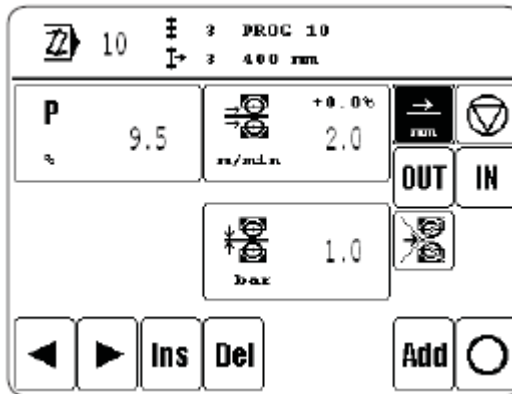 10
3 PROG 10
3 400 mm
P
% 9.5
+0.0%
m/min 2.0
mm
OUT IN
1.0
bar
Ins Del Add